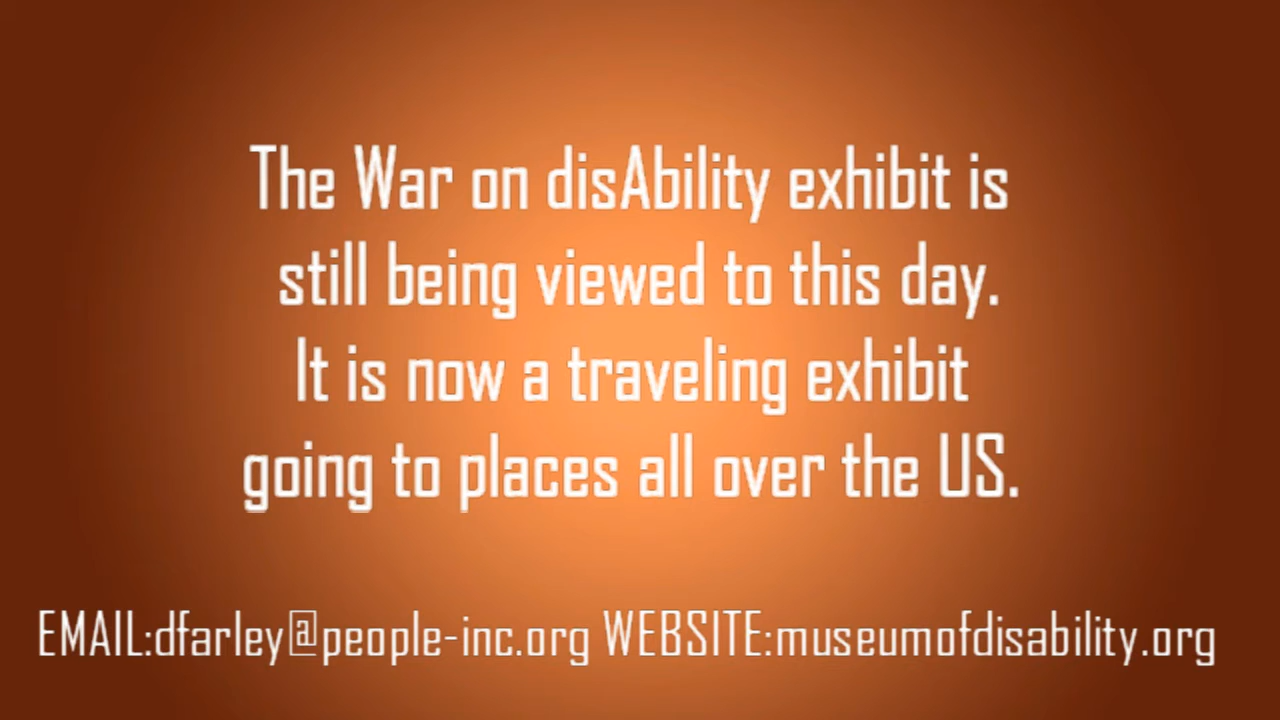 The War on disAbility exhibit is
still being viewed to this day.
It is now a traveling exhibit
going to places all over the US.
EMAIL:dfarley@people-inc.org WEBSITE:museumofdisability.org